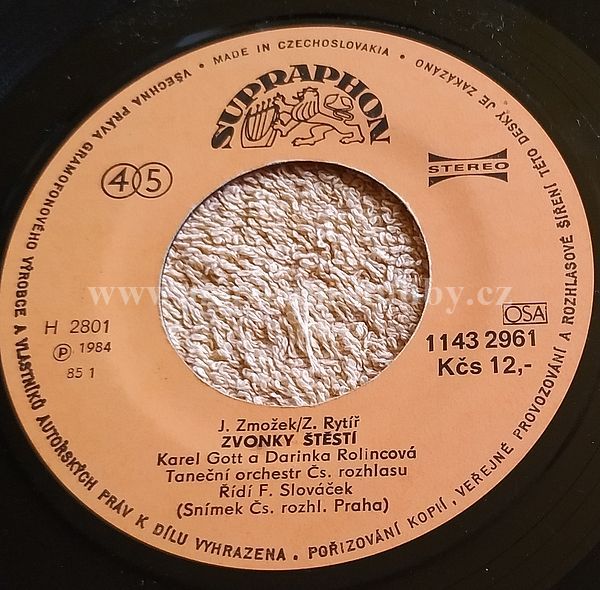 VŠECHNA PRÁVA GRAMOFONOVÉHO VÝROBCE A VLASTNÍKŮ AUTORSKÝCH PRÁV K DÍLU VYHRAZENA. POŘIZOVÁNÍ KOPIÍ, VEŘEJNÉ PROVOZOVÁNÍ A ROZHLASOVÉ ŠÍŘENÍ TÉTO DESKY JE ZAKÁZÁNO
• MADE IN CZECHOSLOVAKIA •
SUPRAPHON
45
STEREO
H 2801
Ⓟ 1984
85 1
OSA
1143 2961
Kčs 12,-
J. Zmožek/Z. Rytíř
ZVONKY ŠTĚSTÍ
Karel Gott a Darinka Rolincová
Taneční orchestr Čs. rozhlasu
Řídí F. Slováček
(Snímek Čs. rozhl. Praha)